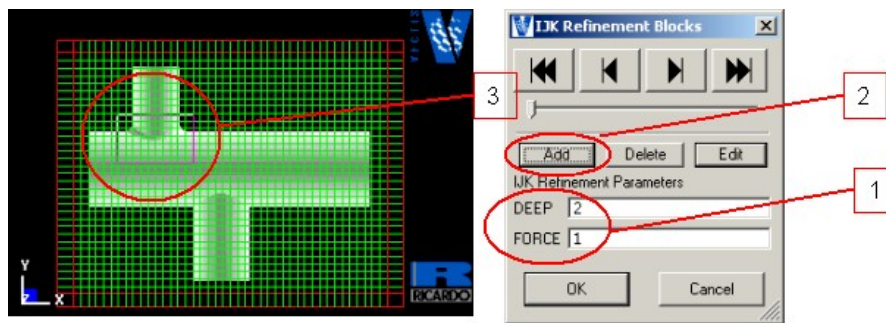 VECTIS
3
Y
Z X
RICARDO
IJK Refinement Blocks
2
Add Delete Edit
IJK Refinement Parameters
DEEP 2
FORCE 1
1
OK Cancel